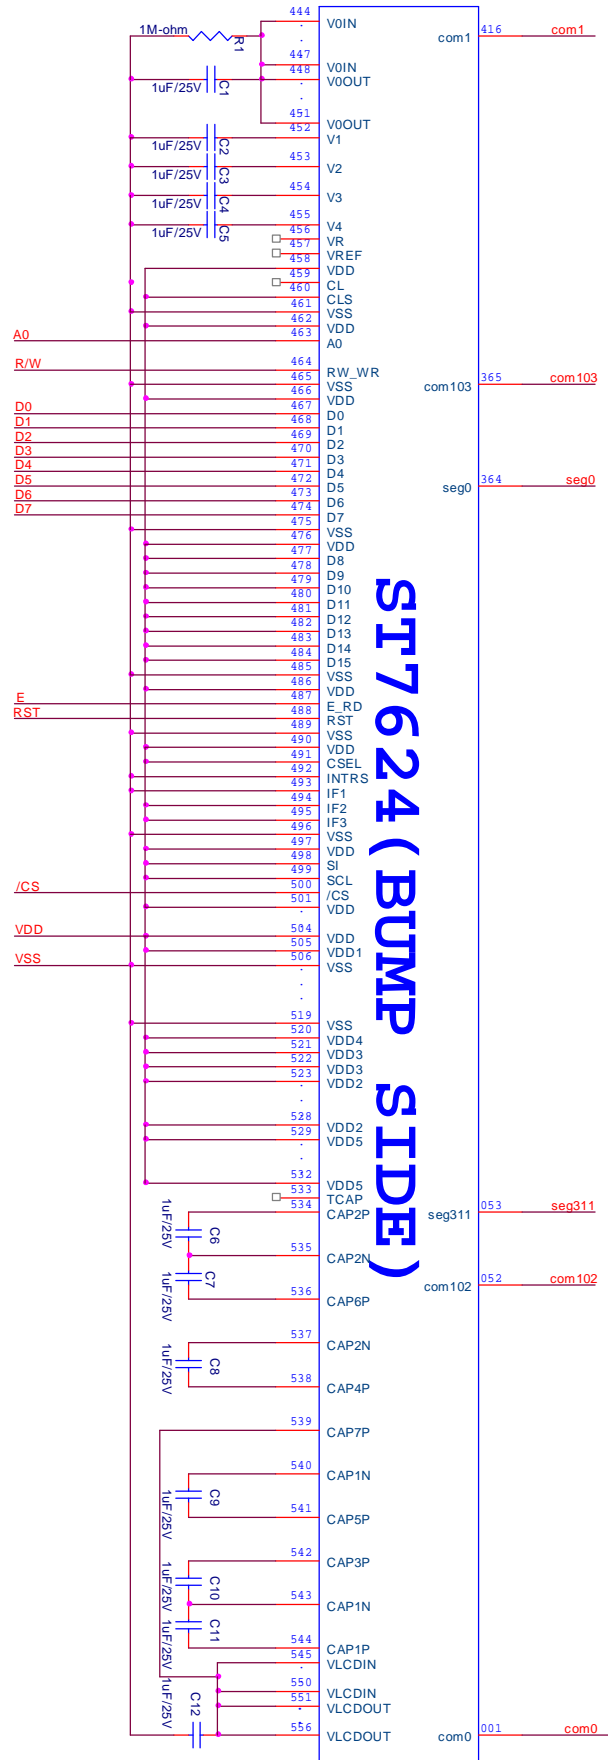 444 V0IN
com1 416 com1
1M-ohm R1
447 V0IN
448 V0OUT
1uF/25V C1
451 V0OUT
452 V1
1uF/25V C2
453 V2
1uF/25V C3
454 V3
1uF/25V C4
455 V4
1uF/25V C5
456 VR
457 VREF
458 VDD
459 CL
460 CLS
461 VSS
462 VDD
A0 463 A0
R/W 464 RW_WR
465 VSS
com103 365 com103
466 VDD
D0 467 D0
D1 468 D1
D2 469 D2
D3 470 D3
D4 471 D4
D5 472 D5
seg0 364 seg0
D6 473 D6
D7 474 D7
475 VSS
476 VDD
477 D8
478 D9
479 D10
480 D11
481 D12
482 D13
483 D14
484 D15
485 VSS
486 VDD
E 487 E_RD
RST 488 RST
489 VSS
490 VDD
491 CSEL
492 INTRS
493 IF1
494 IF2
495 IF3
496 VSS
497 VDD
498 SI
499 SCL
/CS 500 /CS
501 VDD
VDD 504 VDD
505 VDD1
VSS 506 VSS
ST7624(BUMP SIDE)
519 VSS
520 VDD4
521 VDD3
522 VDD3
523 VDD2
528 VDD2
529 VDD5
532 VDD5
533 TCAP
534 CAP2P
seg311 053 seg311
1uF/25V C6
535 CAP2N
1uF/25V C7
com102 052 com102
536 CAP6P
537 CAP2N
1uF/25V C8
538 CAP4P
539 CAP7P
540 CAP1N
1uF/25V C9
541 CAP5P
542 CAP3P
1uF/25V C10
543 CAP1N
1uF/25V C11
544 CAP1P
545 VLCDIN
550 VLCDIN
551 VLCDOUT
1uF/25V C12
556 VLCDOUT
com0 001 com0